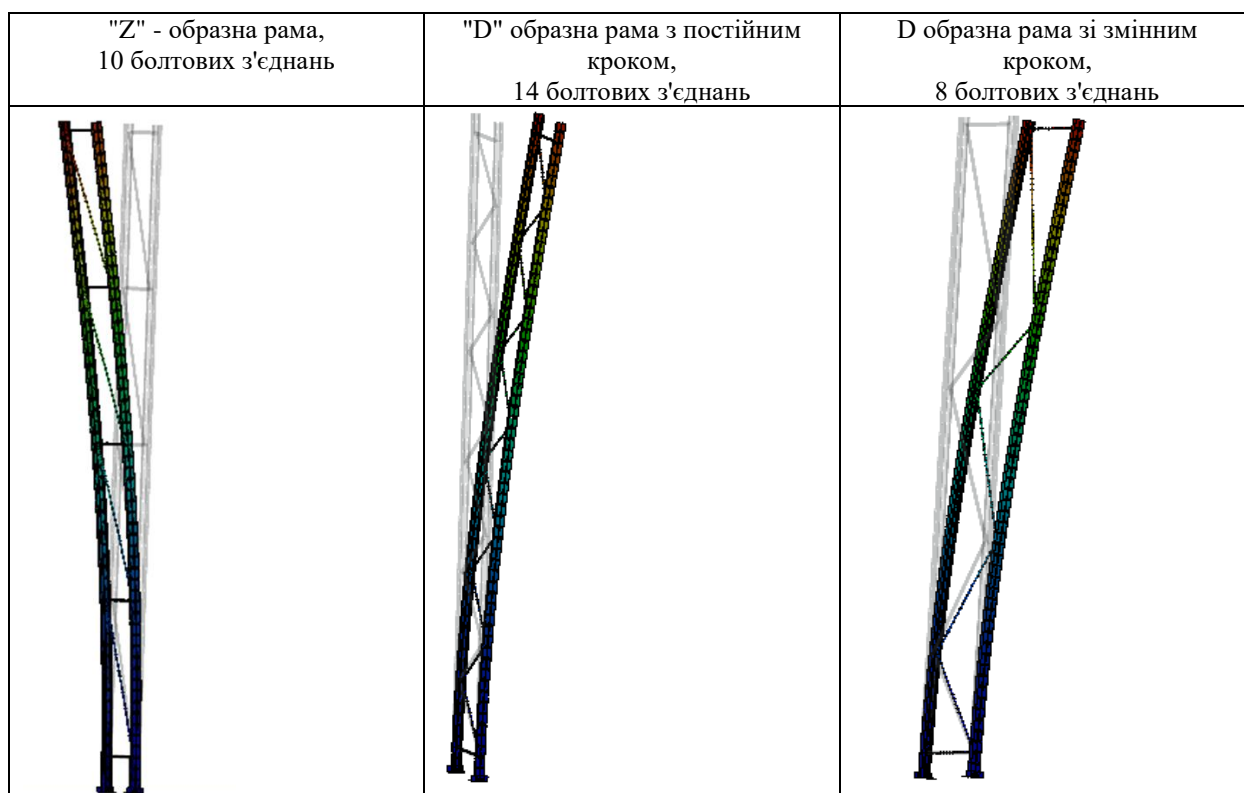 "Z" - образна рама,
10 болтових з'єднань
"D" образна рама з постійним
кроком,
14 болтових з'єднань
D образна рама зі змінним
кроком,
8 болтових з'єднань